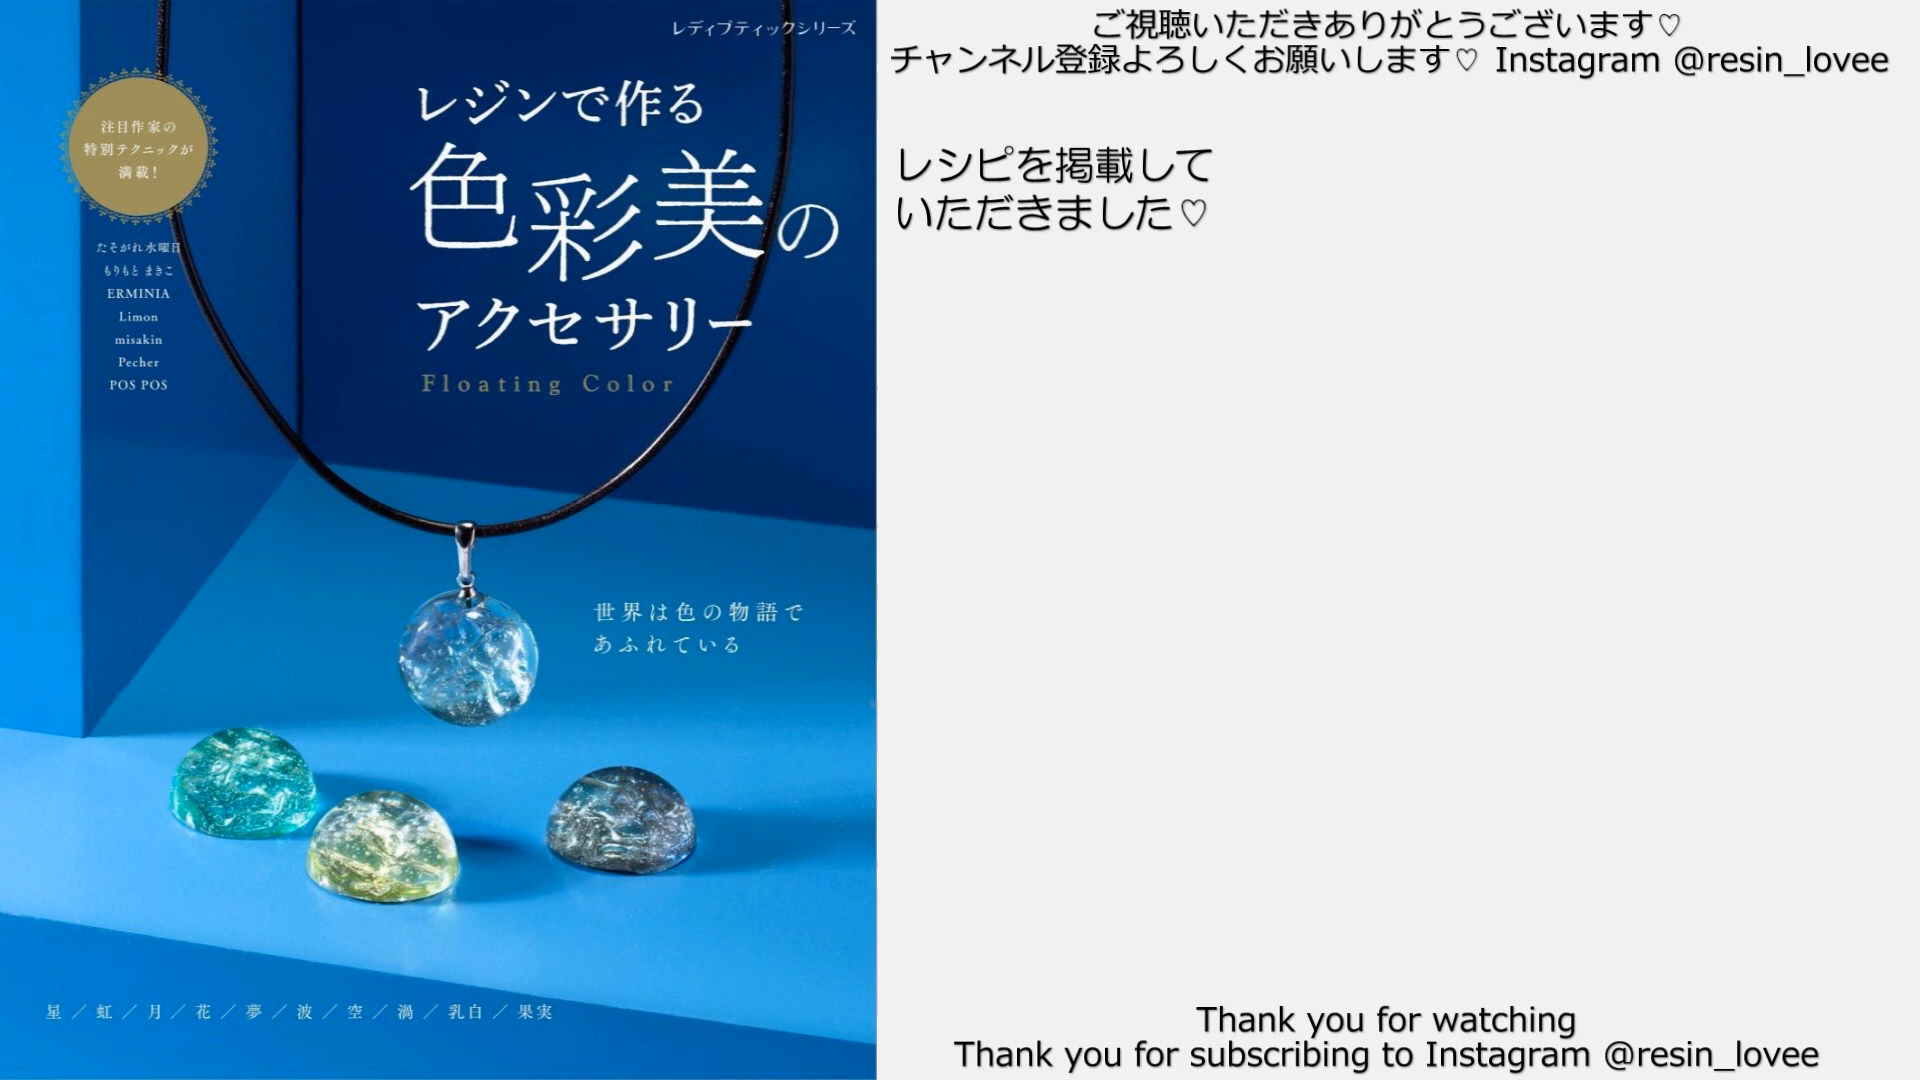 レディブティックシリーズ
注目作家の
特別テクニックが
満載!
レジンで作る
色彩美の
アクセサリー
Floating Color
たそがれ水曜日
もりもと まきこ
ERMINIA
Limon
misakin
Pecher
POS POS
世界は色の物語で
あふれている
星／虹／月／花／夢／波／空／渦／乳白／果実
ご視聴いただきありがとうございます♡
チャンネル登録よろしくお願いします♡ Instagram @resin_lovee
レシピを掲載して
いただきました♡
Thank you for watching
Thank you for subscribing to Instagram @resin_lovee